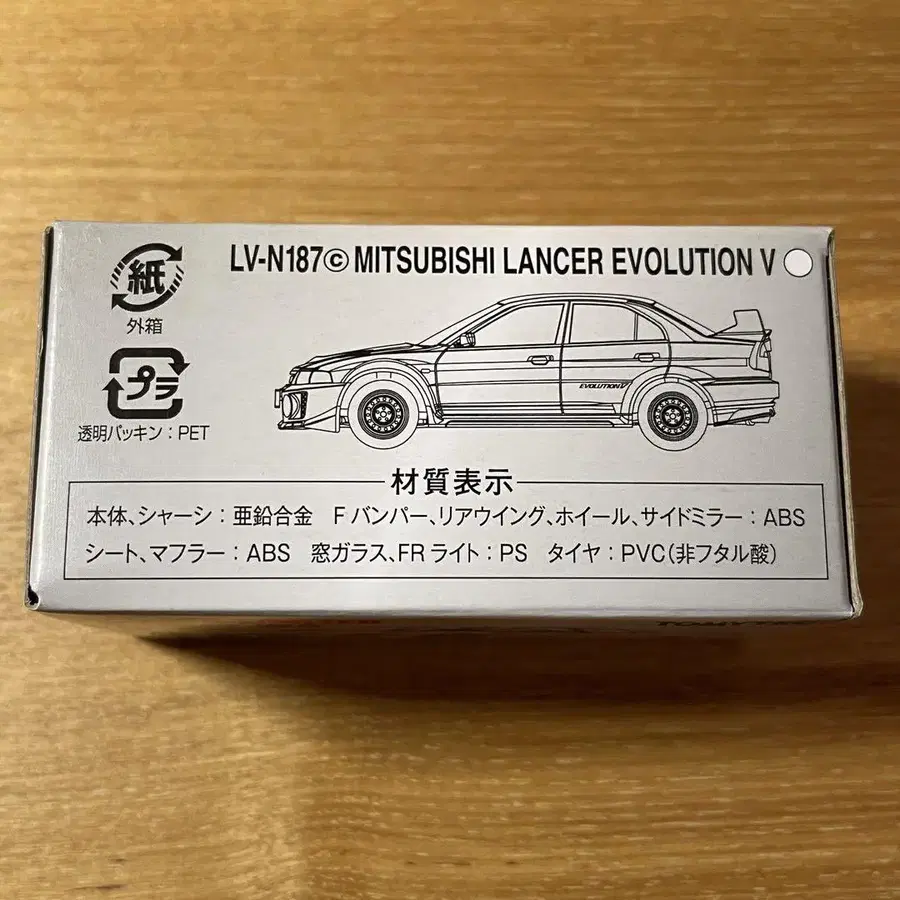 LV-N187ⓒ MITSUBISHI LANCER EVOLUTION V
紙
外箱
プラ
透明パッキン:PET
EVOLUTION V
材質表示
本体、シャーシ:亜鉛合金 Fバンパー、リアウイング、ホイール、サイドミラー:ABS
シート、マフラー:ABS 窓ガラス、FRライト:PS タイヤ:PVC(非フタル酸)
TOMYTEC